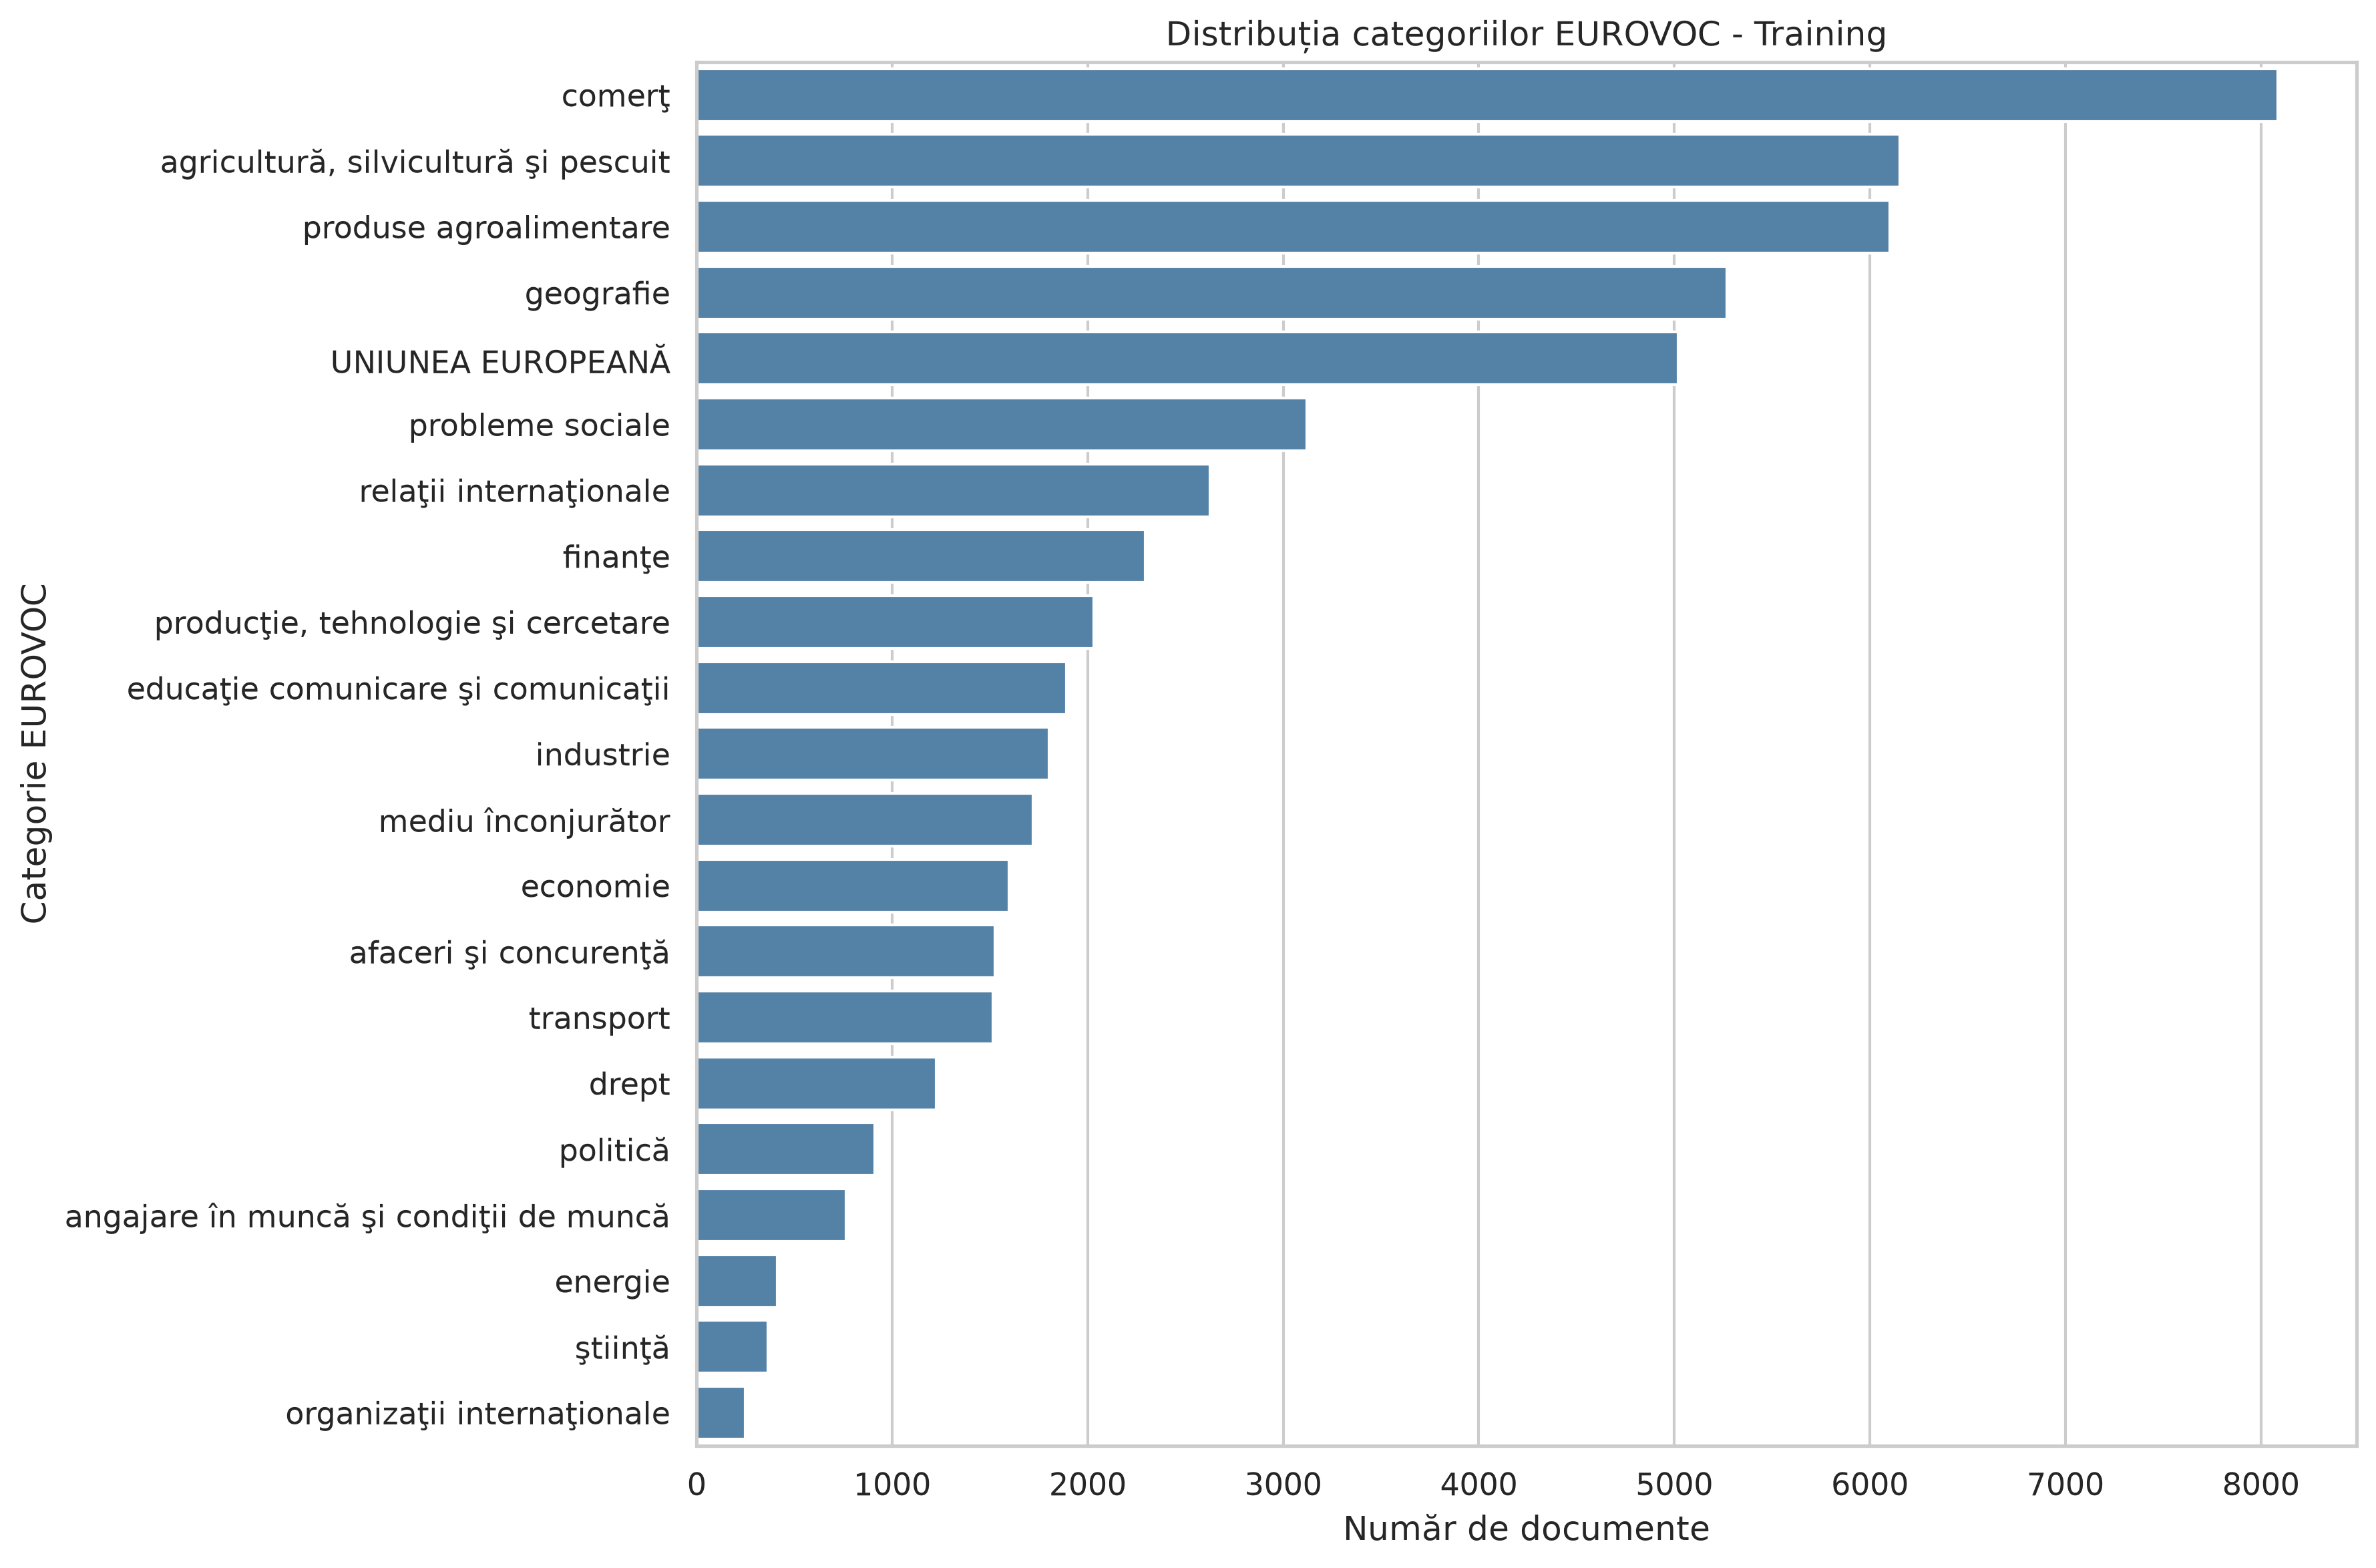 Distribuția categoriilor EUROVOC - Training
Categorie EUROVOC
comerţ
agricultură, silvicultură şi pescuit
produse agroalimentare
geografie
UNIUNEA EUROPEANĂ
probleme sociale
relaţii internaţionale
finanţe
producţie, tehnologie şi cercetare
educaţie comunicare şi comunicaţii
industrie
mediu înconjurător
economie
afaceri şi concurenţă
transport
drept
politică
angajare în muncă şi condiţii de muncă
energie
ştiinţă
organizaţii internaţionale
0 1000 2000 3000 4000 5000 6000 7000 8000
Număr de documente